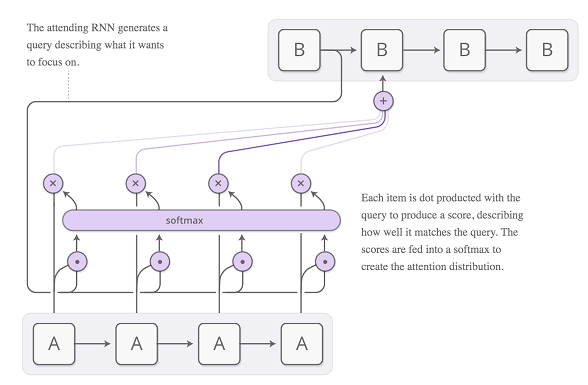 The attending RNN generates a
query describing what it wants
to focus on.
B B B B
+
× × × ×
softmax
Each item is dot producted with the
query to produce a score, describing
how well it matches the query. The
scores are fed into a softmax to
create the attention distribution.
A A A A